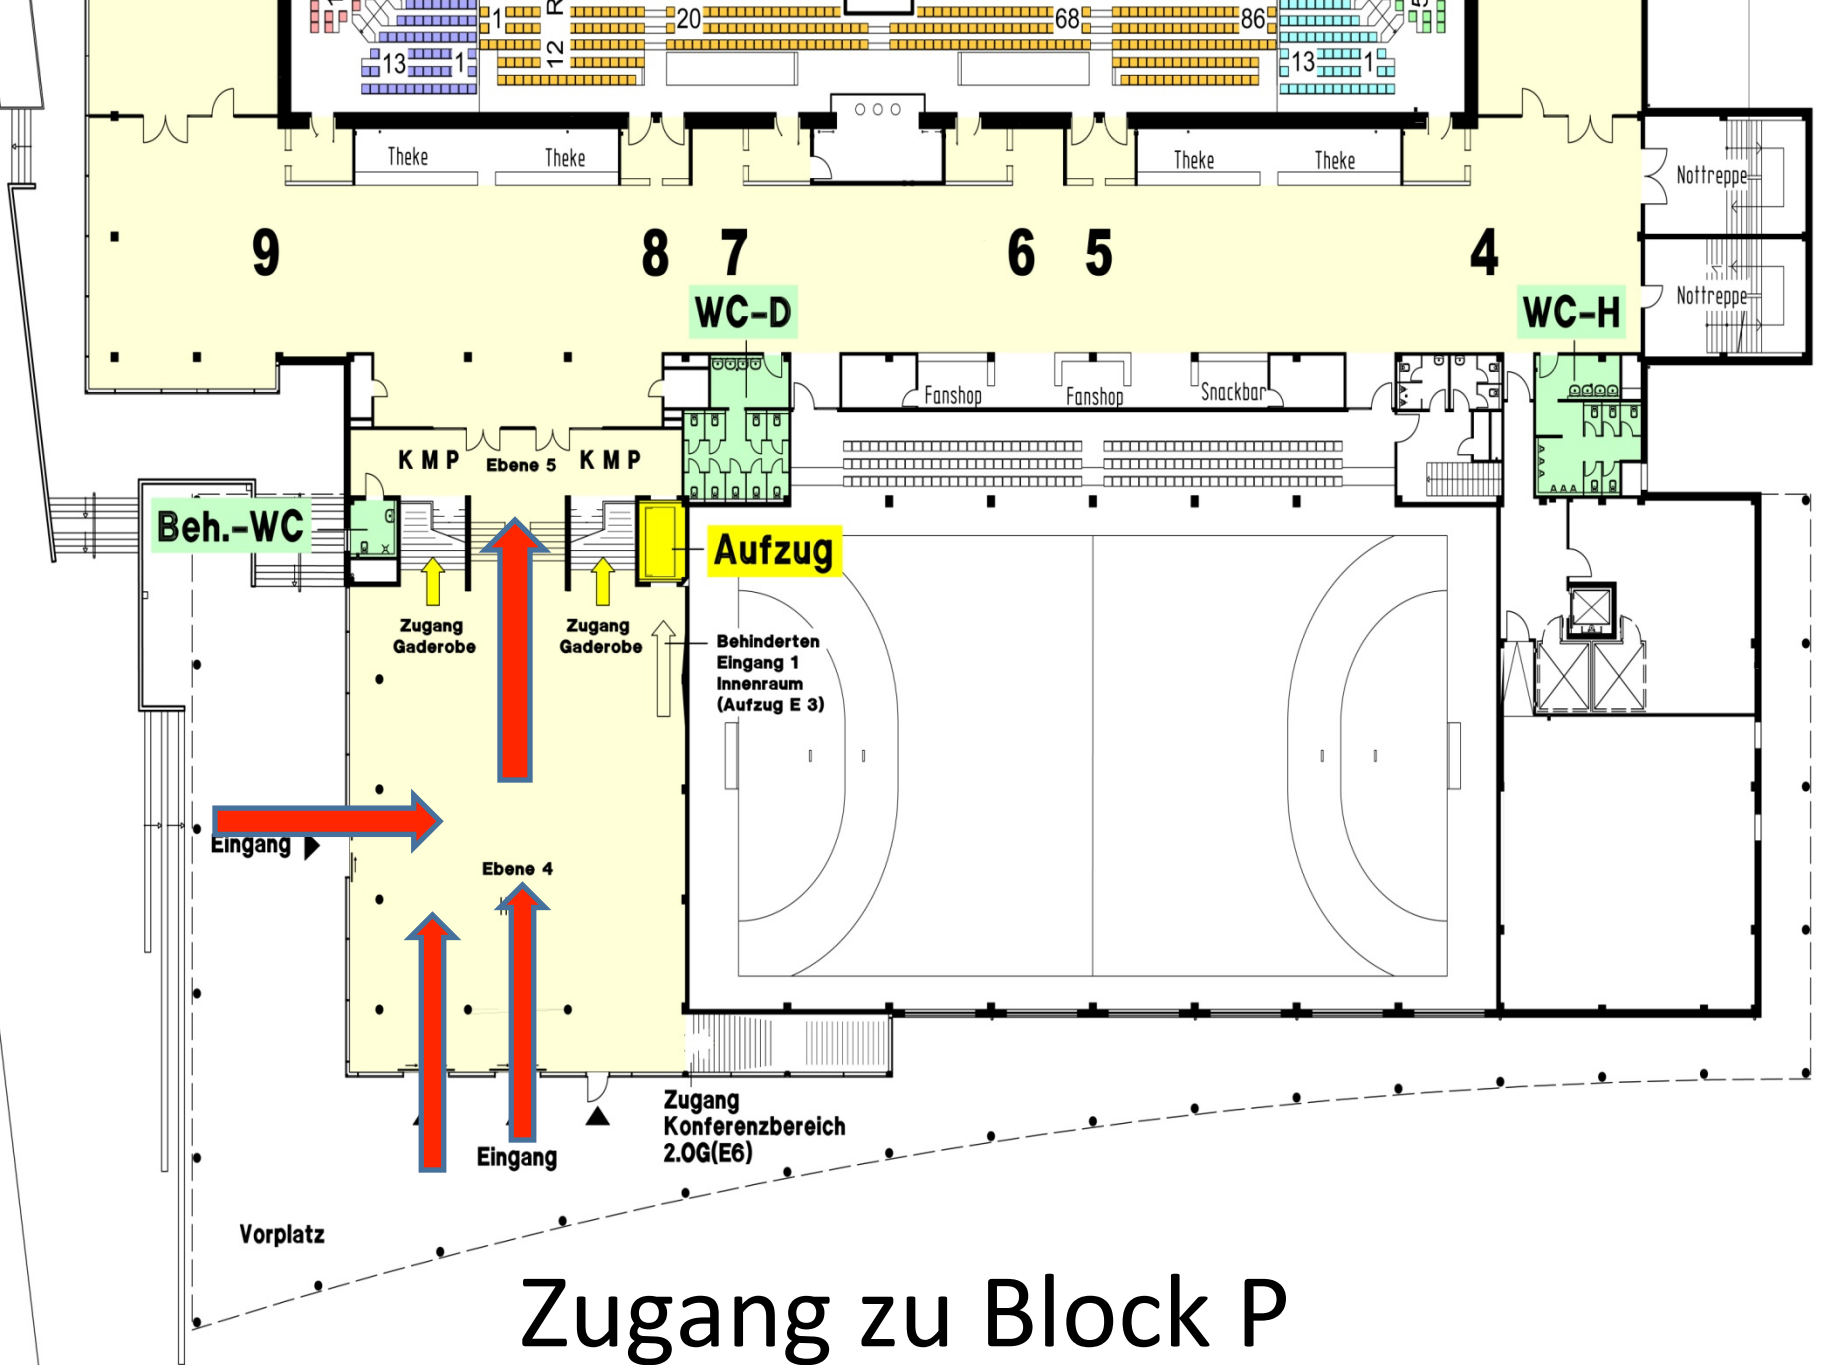 1
R
20
68
86
13
1
12
13
1
Theke
Theke
Theke
Theke
Nottreppe
9
8
7
6
5
4
Nottreppe
WC-D
WC-H
Fanshop
Fanshop
Snackbar
K M P
Ebene 5
K M P
Beh.-WC
Aufzug
Zugang
Gaderobe
Zugang
Gaderobe
Behinderten
Eingang 1
Innenraum
(Aufzug E 3)
Eingang
Ebene 4
Zugang
Konferenzbereich
2.OG(E6)
Eingang
Vorplatz
Zugang zu Block P